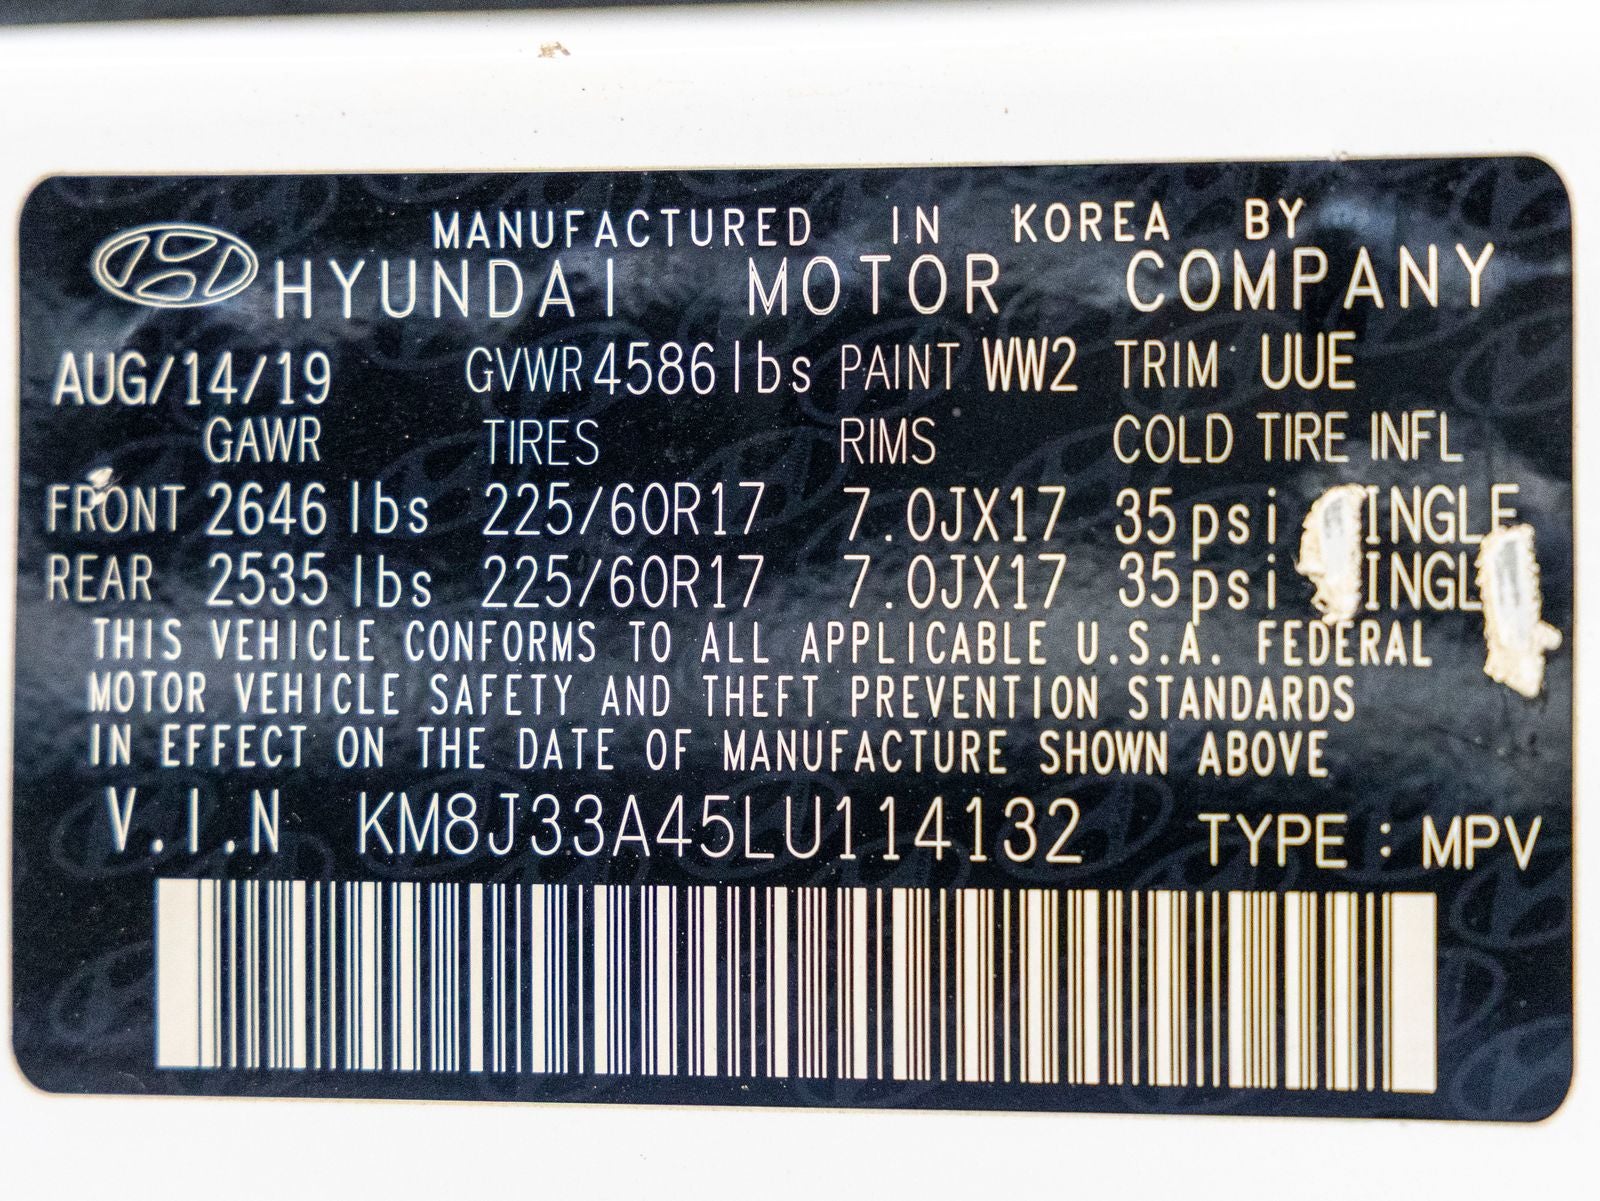 MANUFACTURED IN KOREA BY
HYUNDAI MOTOR COMPANY
AUG/14/19 GVWR 4586lbs PAINT WW2 TRIM UUE
GAWR TIRES RIMS COLD TIRE INFL
FRONT 2646 lbs 225/60R17 7.0JX17 35psi INGLE
REAR 2535 lbs 225/60R17 7.0JX17 35psi INGL
THIS VEHICLE CONFORMS TO ALL APPLICABLE U.S.A. FEDERAL
MOTOR VEHICLE SAFETY AND THEFT PREVENTION STANDARDS
IN EFFECT ON THE DATE OF MANUFACTURE SHOWN ABOVE
V.I.N KM8J33A45LU114132 TYPE : MPV